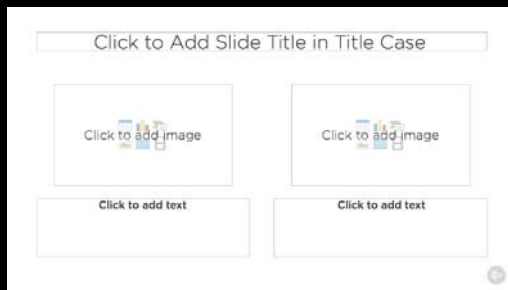 Click to Add Slide Title in Title Case
Click to add image
Click to add image
Click to add text
Click to add text